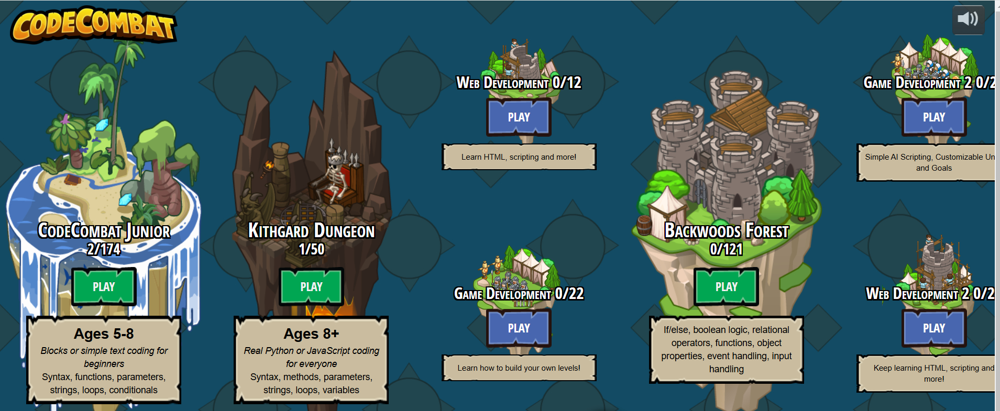 CODECOMBAT
CodeCombat Junior
2/174
PLAY
Ages 5-8
Blocks or simple text coding for
beginners
Syntax, functions, parameters,
strings, loops, conditionals
Kithgard Dungeon
1/50
PLAY
Ages 8+
Real Python or JavaScript coding
for everyone
Syntax, methods, parameters,
strings, loops, variables
Web Development 0/12
PLAY
Learn HTML, scripting and more!
Game Development 0/22
PLAY
Learn how to build your own levels!
Backwoods Forest
0/121
PLAY
If/else, boolean logic, relational
operators, functions, object
properties, event handling, input
handling
Game Development 2 0/2
PLAY
Simple AI Scripting, Customizable Un
and Goals
Web Development 2 0/2
PLAY
Keep learning HTML, scripting and
more!